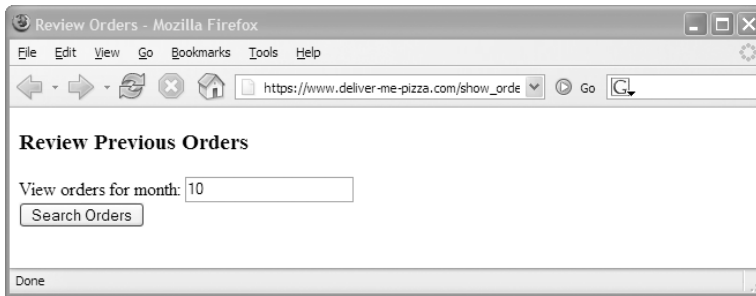 Review Orders - Mozilla Firefox
File Edit View Go Bookmarks Tools Help
https://www.deliver-me-pizza.com/show_orde Go G
Review Previous Orders
View orders for month: 10
Search Orders
Done